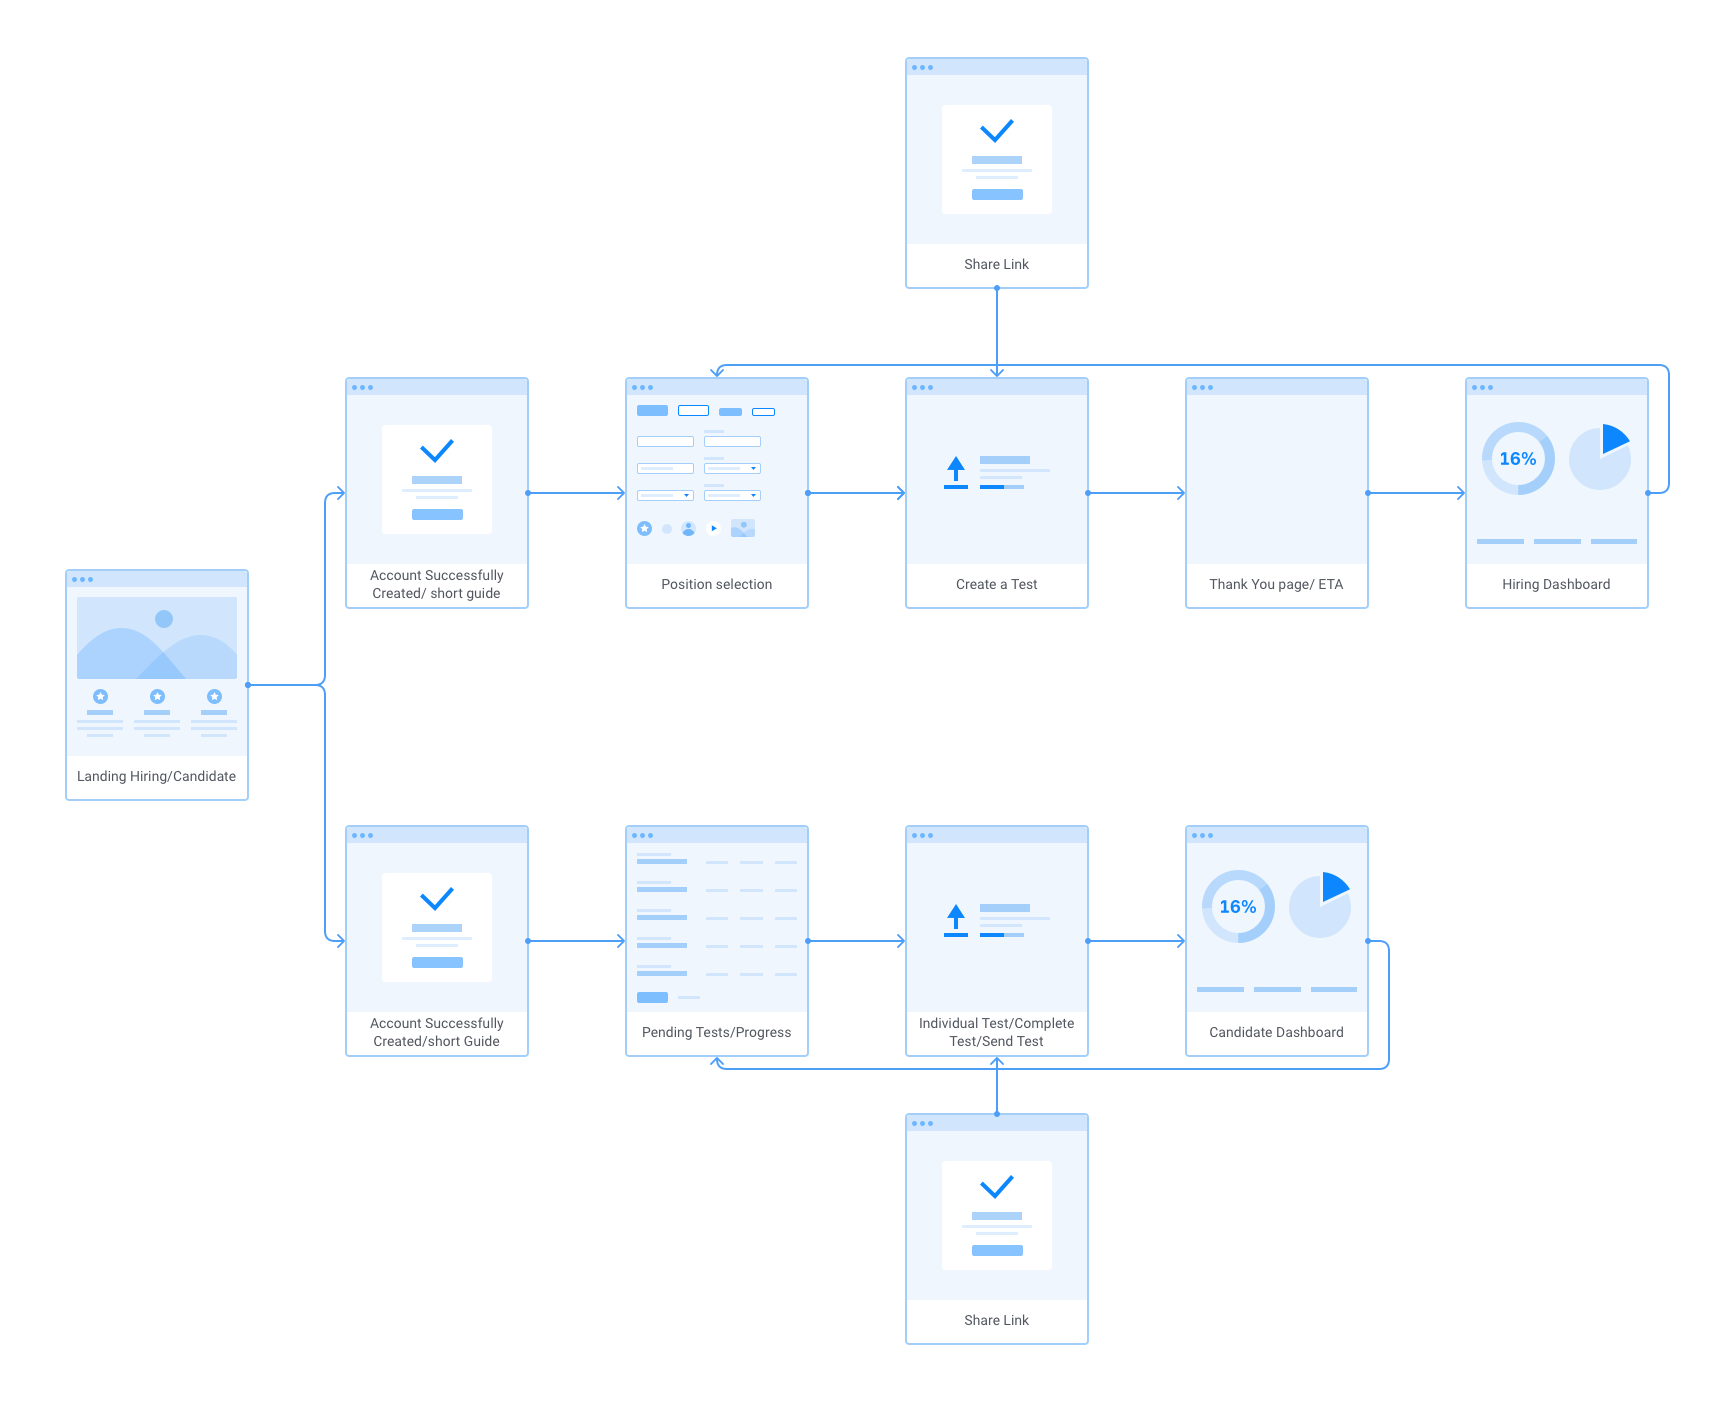 Share Link
Account Successfully
Created/ short guide
Position selection
Create a Test
Thank You page/ ETA
16%
Hiring Dashboard
Landing Hiring/Candidate
Account Successfully
Created/short Guide
Pending Tests/Progress
Individual Test/Complete
Test/Send Test
16%
Candidate Dashboard
Share Link